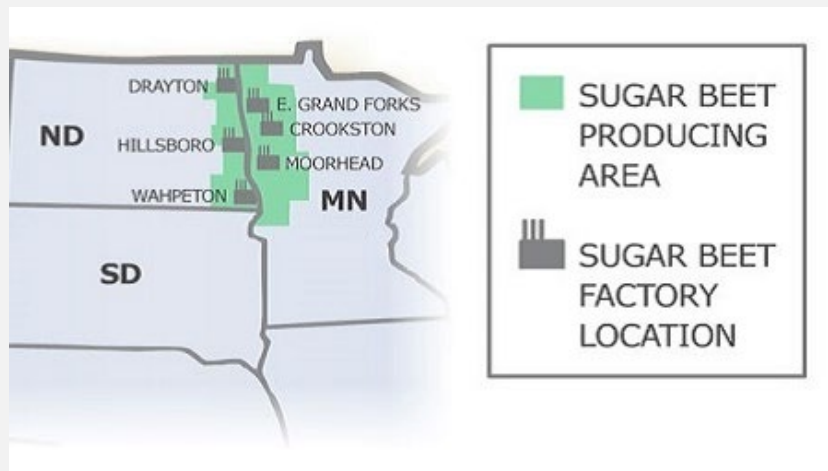 DRAYTON
E. GRAND FORKS
CROOKSTON
ND
HILLSBORO
MOORHEAD
WAHPETON
MN
SD
SUGAR BEET
PRODUCING
AREA
SUGAR BEET
FACTORY
LOCATION